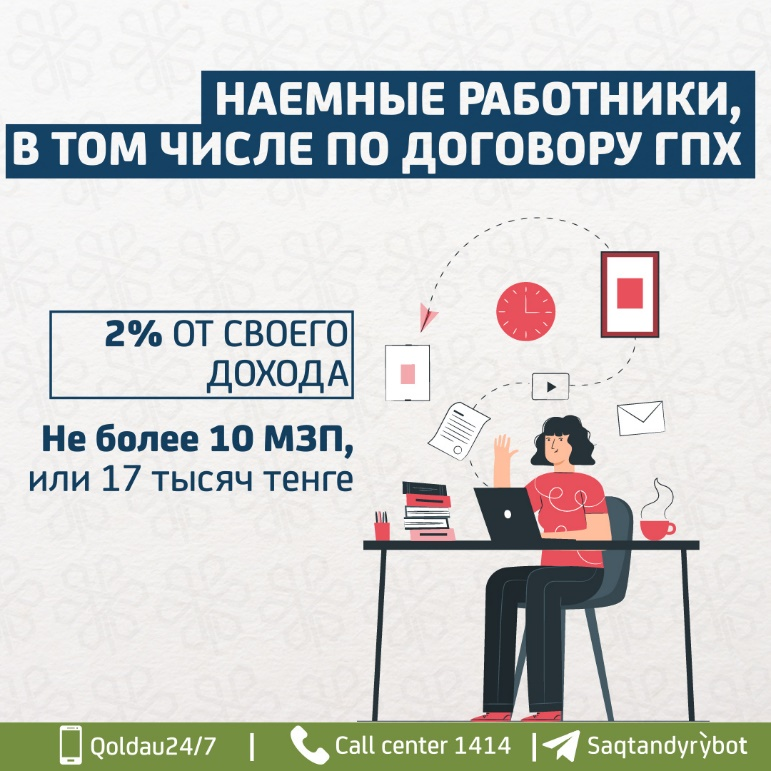 НАЕМНЫЕ РАБОТНИКИ,
В ТОМ ЧИСЛЕ ПО ДОГОВОРУ ГПХ
2% ОТ СВОЕГО
ДОХОДА
Не более 10 МЗП,
или 17 тысяч тенге
Qoldau24/7 | Call center 1414 | Saqtandyrỳbot